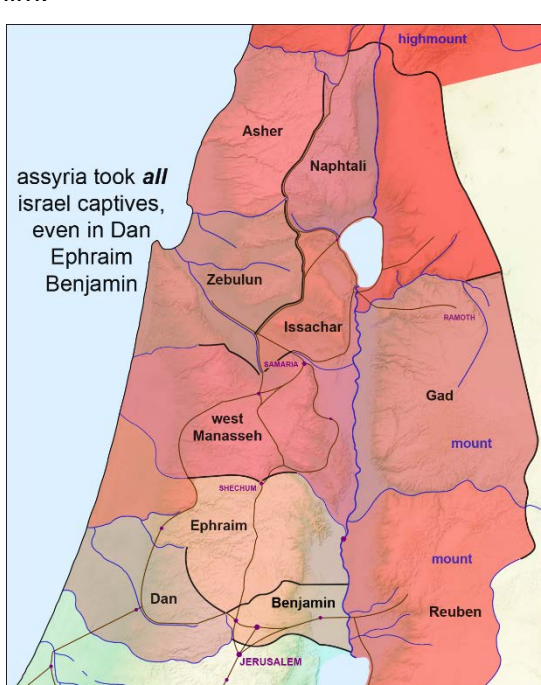 highmount
Asher
Naphtali
assyria took all
israel captives,
even in Dan
Ephraim
Benjamin
Zebulun
Issachar
RAMOTH
SAMARIA
Gad
west
Manasseh
mount
SHECHUM
Ephraim
mount
Dan
Benjamin
Reuben
JERUSALEM